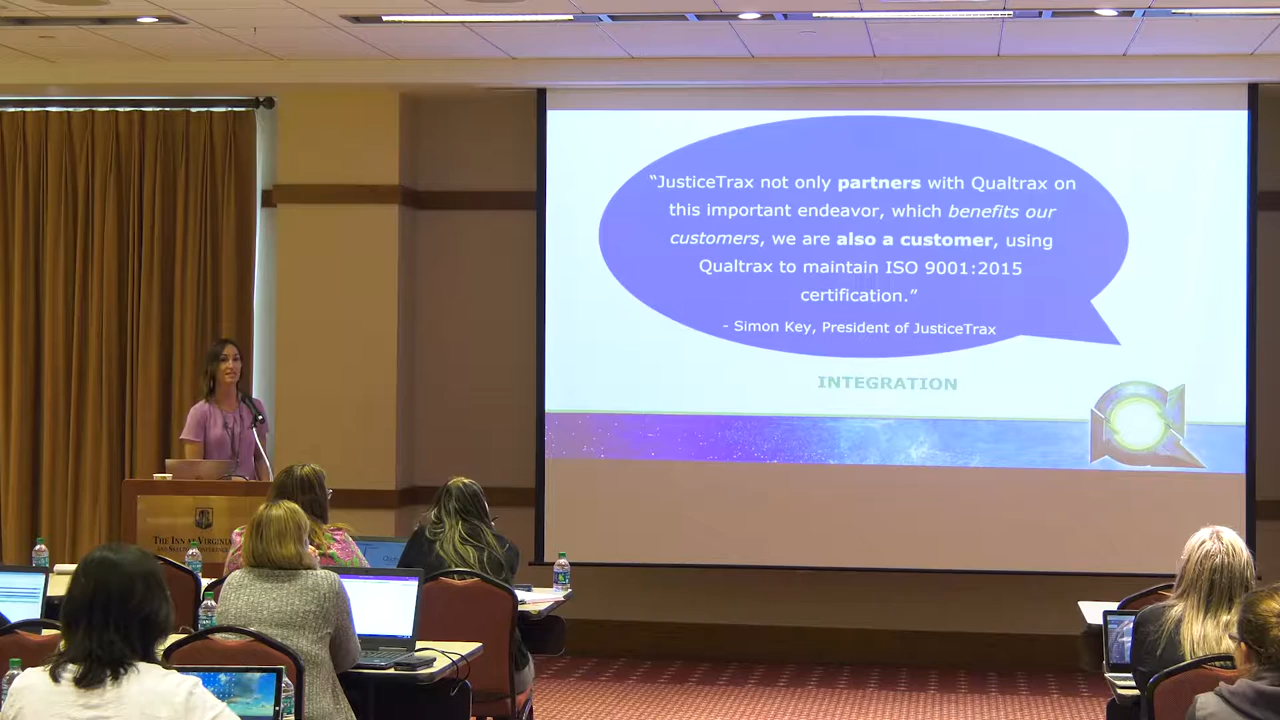 “JusticeTrax not only partners with Qualtrax on
this important endeavor, which benefits our
customers, we are also a customer, using
Qualtrax to maintain ISO 9001:2015
certification.”
- Simon Key, President of JusticeTrax
INTEGRATION
THE INN AT VIRGINIA